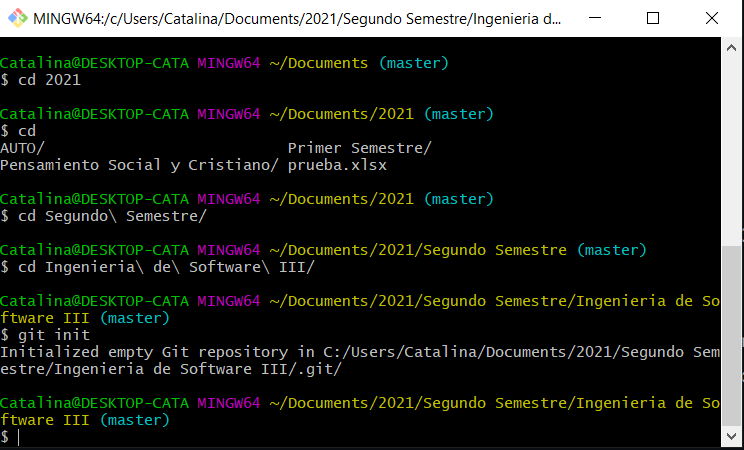 MINGW64:/c/Users/Catalina/Documents/2021/Segundo Semestre/Ingenieria d...
Catalina@DESKTOP-CATA MINGW64 ~/Documents (master)
$ cd 2021
Catalina@DESKTOP-CATA MINGW64 ~/Documents/2021 (master)
$ cd
AUTO/                           Primer Semestre/
Pensamiento Social y Cristiano/ prueba.xlsx
Catalina@DESKTOP-CATA MINGW64 ~/Documents/2021 (master)
$ cd Segundo\ Semestre/
Catalina@DESKTOP-CATA MINGW64 ~/Documents/2021/Segundo Semestre (master)
$ cd Ingenieria\ de\ Software\ III/
Catalina@DESKTOP-CATA MINGW64 ~/Documents/2021/Segundo Semestre/Ingenieria de So
ftware III (master)
$ git init
Initialized empty Git repository in C:/Users/Catalina/Documents/2021/Segundo Sem
estre/Ingenieria de Software III/.git/
Catalina@DESKTOP-CATA MINGW64 ~/Documents/2021/Segundo Semestre/Ingenieria de So
ftware III (master)
$